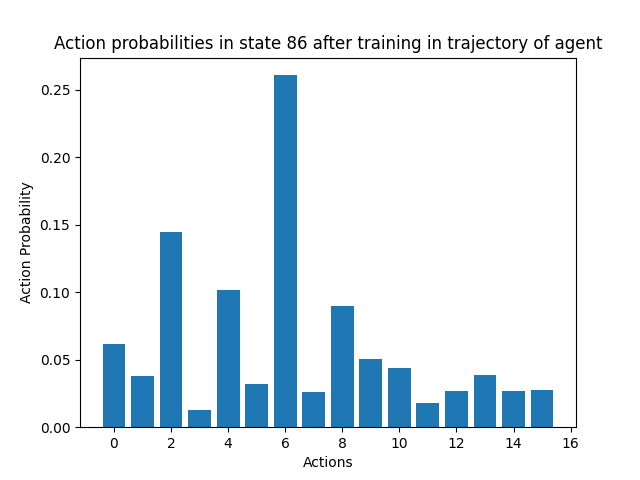 Action probabilities in state 86 after training in trajectory of agent
0.25
0.20
0.15
0.10
0.05
0.00
Action Probability
0 2 4 6 8 10 12 14 16
Actions